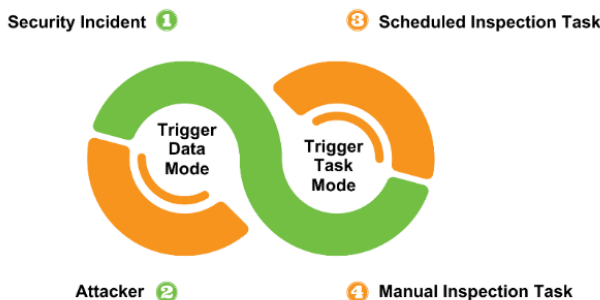 Security Incident 1
3 Scheduled Inspection Task
Trigger
Data
Mode
Trigger
Task
Mode
Attacker 2
4 Manual Inspection Task